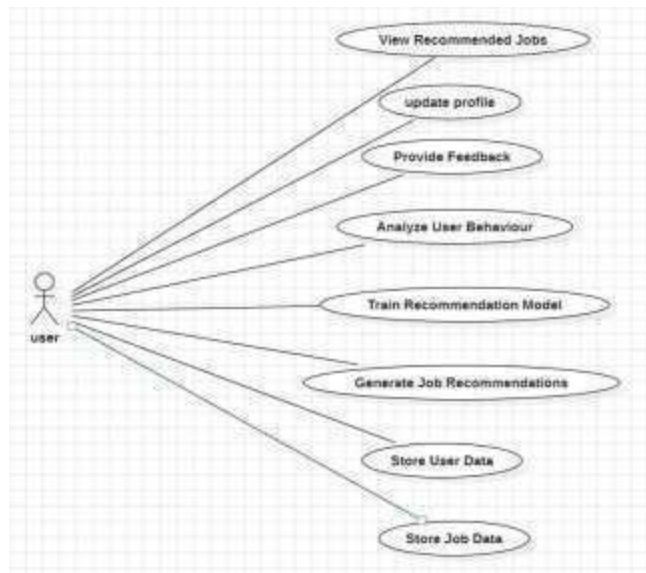 View Recommended Jobs
update profile
Provide Feedback
Analyze User Behaviour
Train Recommendation Model
user
Generate Job Recommendations
Store User Data
Store Job Data